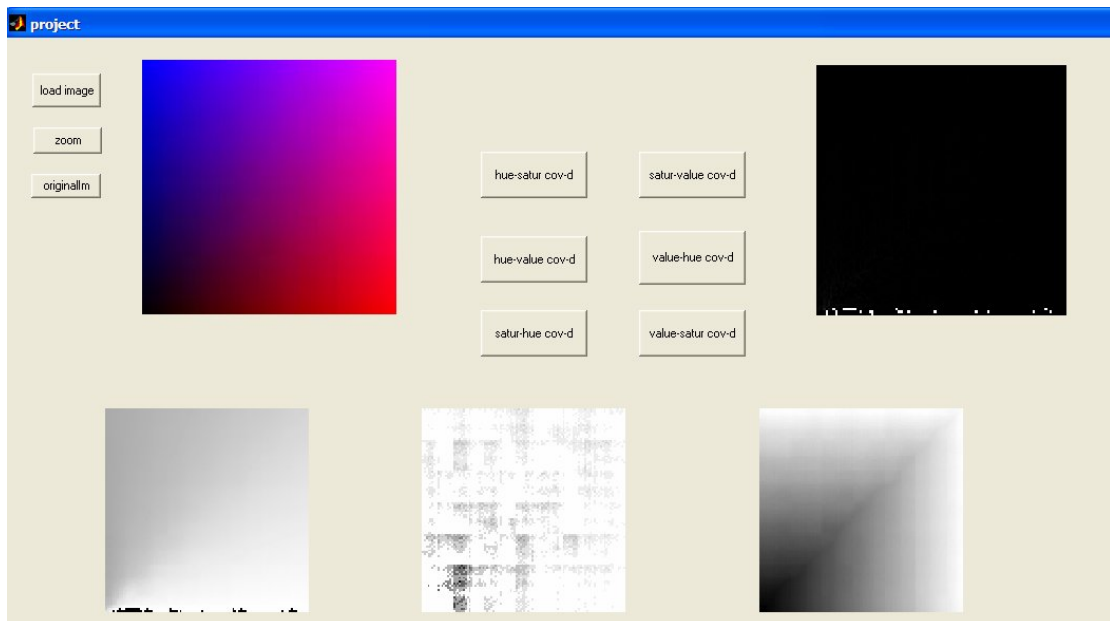 project
load image
zoom
originalIm
hue-satur cov-d
satur-value cov-d
hue-value cov-d
value-hue cov-d
satur-hue cov-d
value-satur cov-d